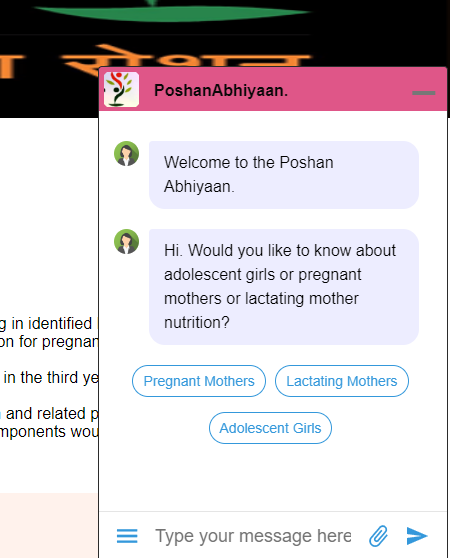 सेशन
PoshanAbhiyaan.
Welcome to the Poshan
Abhiyaan.
Hi. Would you like to know about
adolescent girls or pregnant
mothers or lactating mother
nutrition?
g in identified
on for pregnan
in the third ye
and related p
mponents wou
Pregnant Mothers
Lactating Mothers
Adolescent Girls
Type your message here